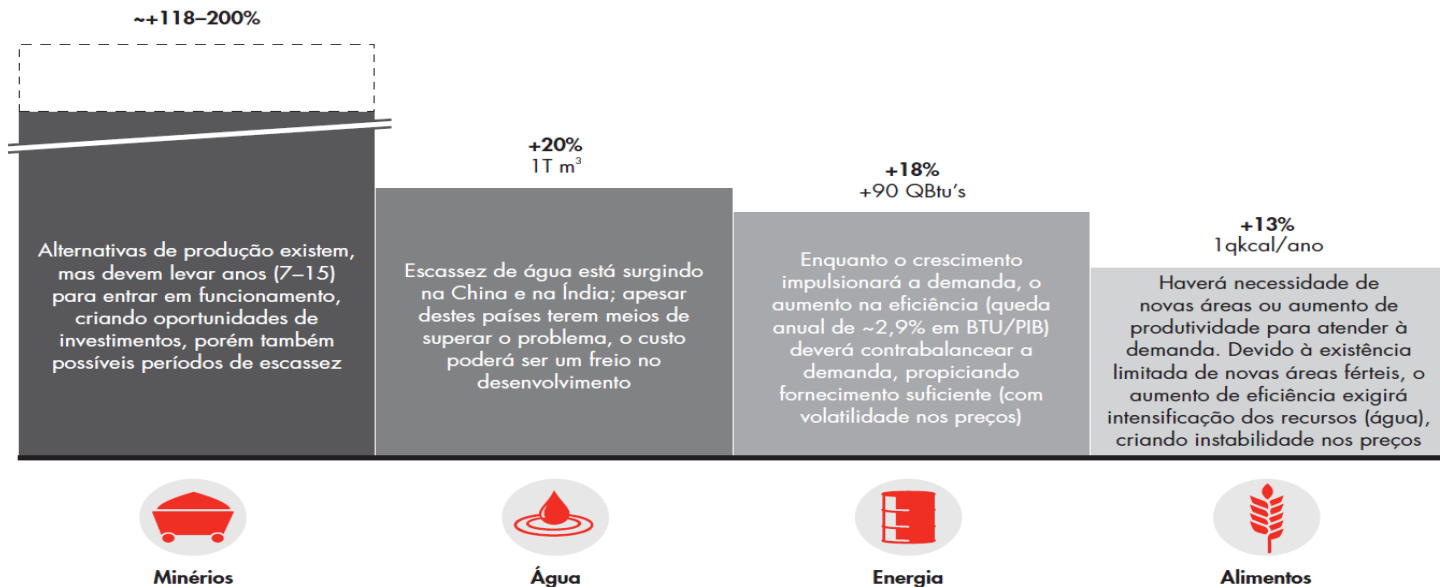 ~+118–200%
Alternativas de produção existem,
mas devem levar anos (7–15)
para entrar em funcionamento,
criando oportunidades de
investimentos, porém também
possíveis períodos de escassez
Minérios
+20%
1T m³
Escassez de água está surgindo
na China e na Índia; apesar
destes países terem meios de
superar o problema, o custo
poderá ser um freio no
desenvolvimento
Água
+18%
+90 QBtu’s
Enquanto o crescimento
impulsionará a demanda, o
aumento na eficiência (queda
anual de ~2,9% em BTU/PIB)
deverá contrabalancear a
demanda, propiciando
fornecimento suficiente (com
volatilidade nos preços)
Energia
+13%
1qkcal/ano
Haverá necessidade de
novas áreas ou aumento de
produtividade para atender à
demanda. Devido à existência
limitada de novas áreas férteis, o
aumento de eficiência exigirá
intensificação dos recursos (água),
criando instabilidade nos preços
Alimentos